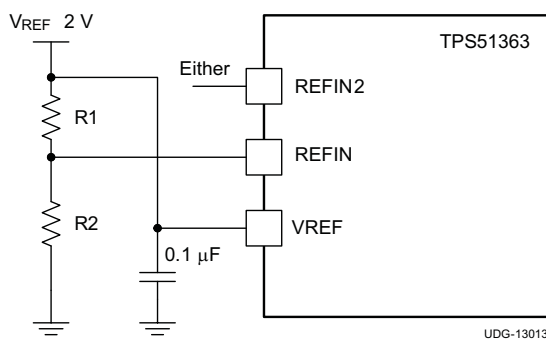 VREF 2 V
TPS51363
Either
REFIN2
R1
REFIN
R2
VREF
0.1 μF
UDG-13013